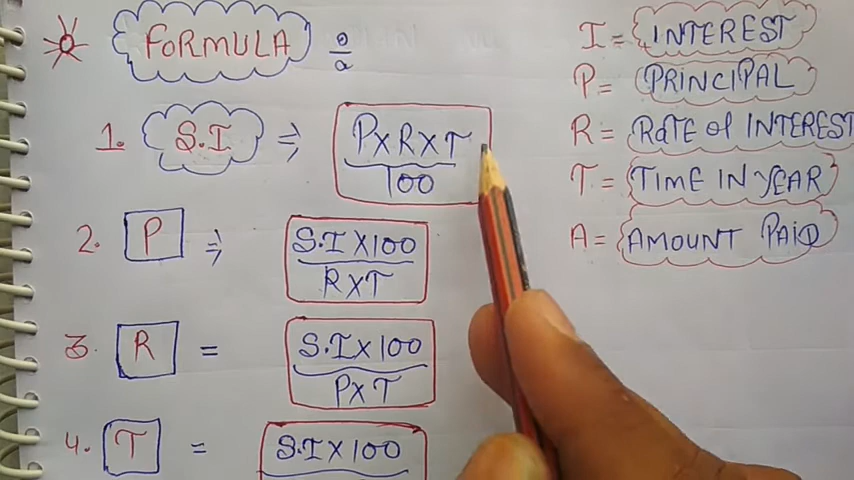 FORMULA
1. S.I ⇒ P×R×T
100
2. P ⇒ S.I×100
R×T
3. R = S.I×100
P×T
4. T = S.I×100
I = INTEREST
P= PRINCIPAL
R= RATE OF INTEREST
T= TIME IN YEAR
A= AMOUNT PAID